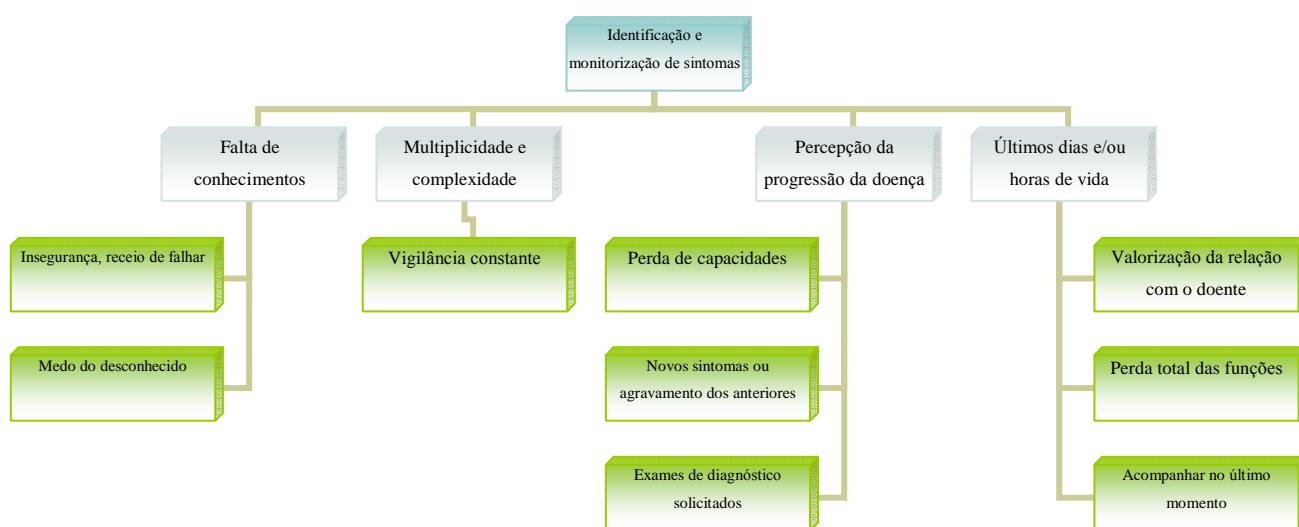 Identificação e
monitorização de sintomas
Falta de
conhecimentos
Multiplicidade e
complexidade
Percepção da
progressão da doença
Últimos dias e/ou
horas de vida
Insegurança, receio de falhar
Medo do desconhecido
Vigilância constante
Perda de capacidades
Novos sintomas ou
agravamento dos anteriores
Exames de diagnóstico
solicitados
Valorização da relação
com o doente
Perda total das funções
Acompanhar no último
momento